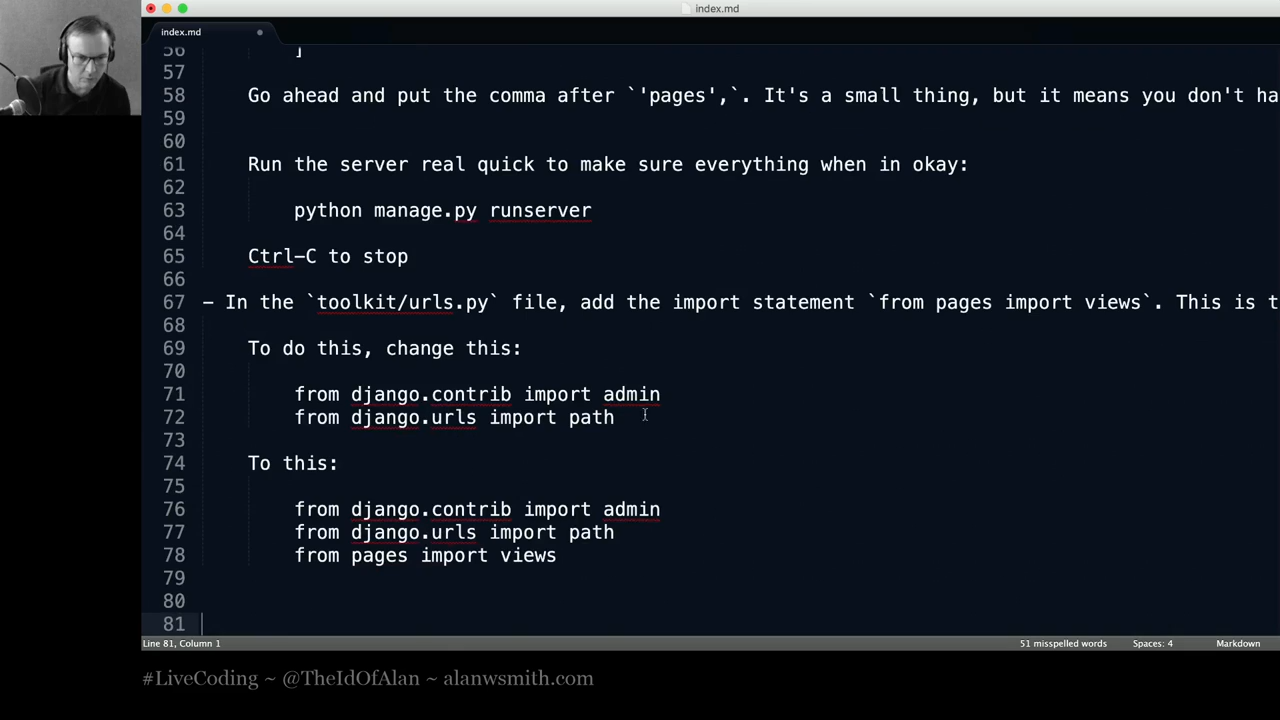 index.md
index.md
56 ]
57
58 Go ahead and put the comma after `'pages',`. It's a small thing, but it means you don't ha
59
60
61 Run the server real quick to make sure everything when in okay:
62
63 python manage.py runserver
64
65 Ctrl-C to stop
66
67 - In the `toolkit/urls.py` file, add the import statement `from pages import views`. This is t
68
69 To do this, change this:
70
71 from django.contrib import admin
72 from django.urls import path
73
74 To this:
75
76 from django.contrib import admin
77 from django.urls import path
78 from pages import views
79
80
81
Line 81, Column 1 51 misspelled words Spaces: 4 Markdown
#LiveCoding ~ @TheIdOfAlan ~ alanwsmith.com